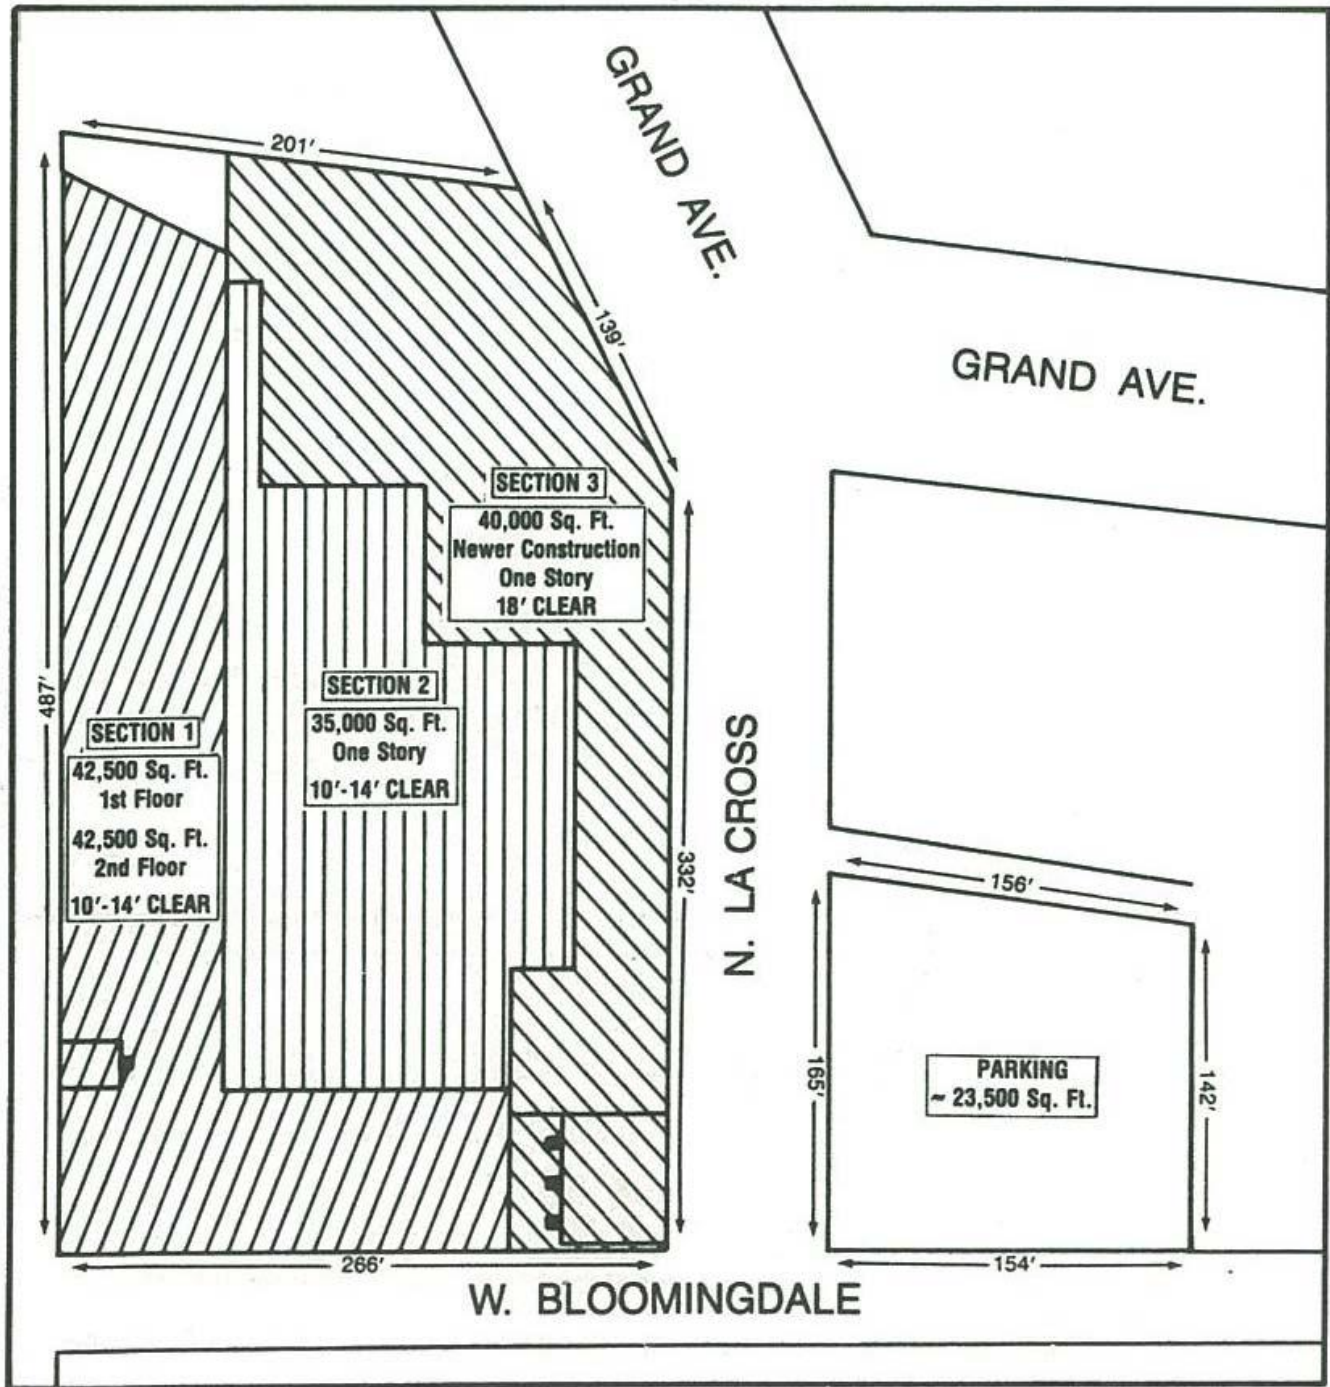 GRAND AVE.
201'
139'
GRAND AVE.
SECTION 3
40,000 Sq. Ft.
Newer Construction
One Story
18' CLEAR
487'
SECTION 2
35,000 Sq. Ft.
One Story
10'-14' CLEAR
SECTION 1
42,500 Sq. Ft.
1st Floor
42,500 Sq. Ft.
2nd Floor
10'-14' CLEAR
332'
N. LA CROSS
156'
165'
PARKING
~ 23,500 Sq. Ft.
142'
266'
154'
W. BLOOMINGDALE